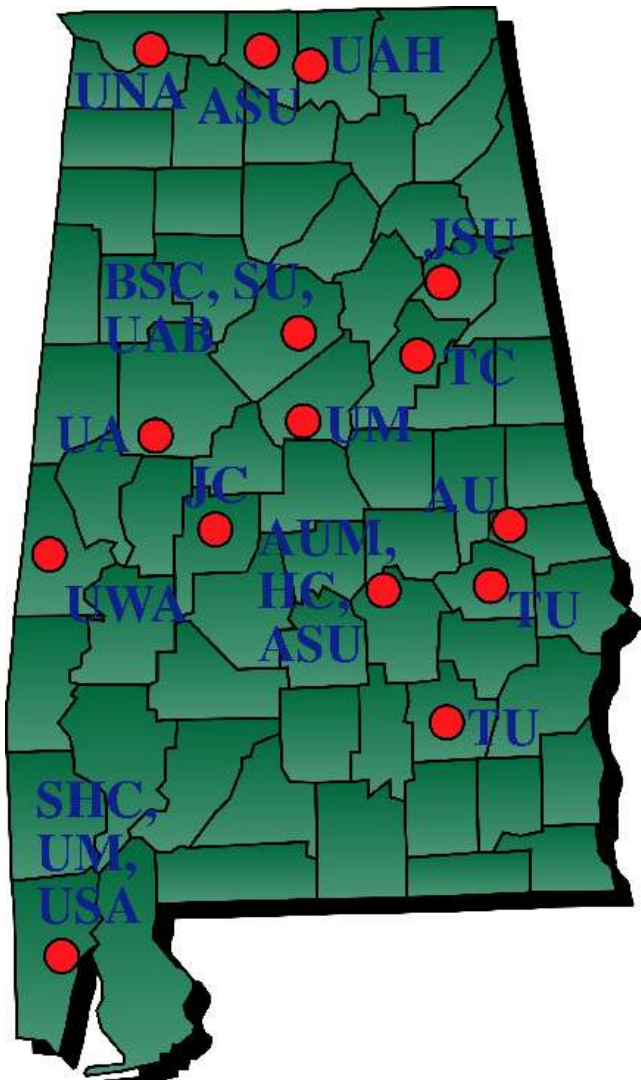 UAH
UNA
ASU
JSU
BSC, SU,
UAB
TC
UA
UM
JC
AU
AUM,
HC,
ASU
UWA
TU
TU
SHC,
UM,
USA